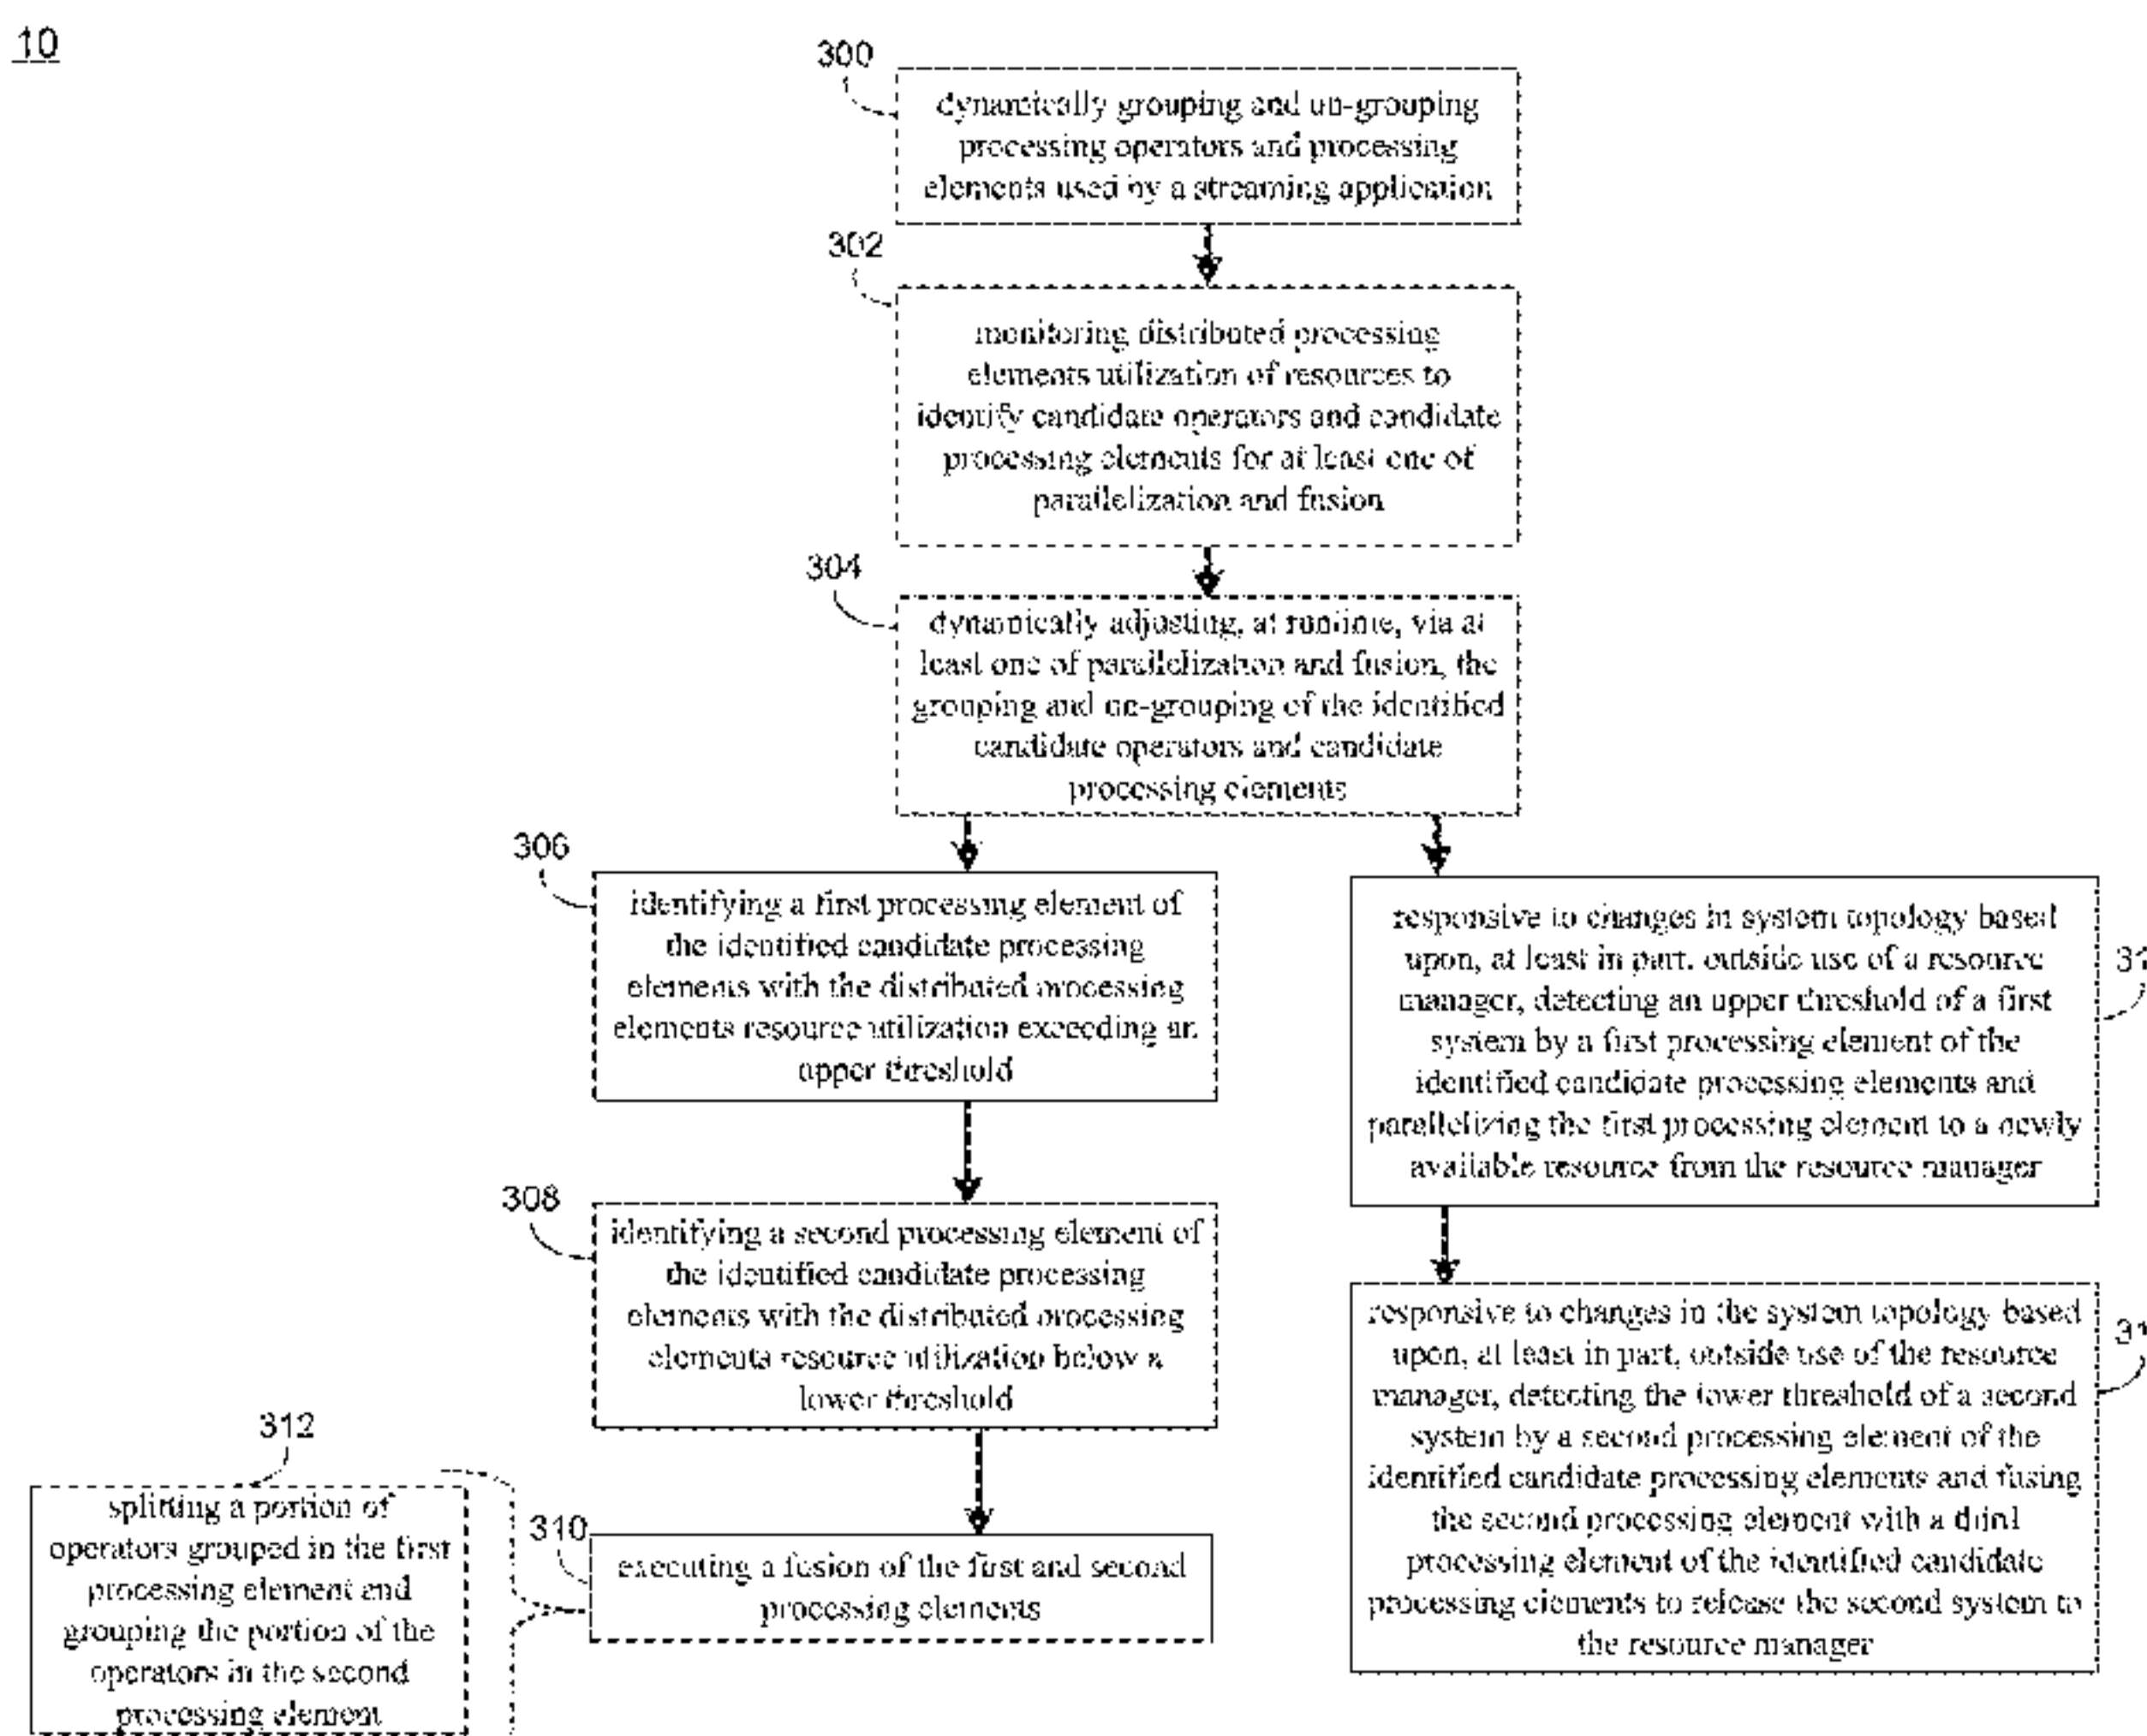 10
300
dynamically grouping and un-grouping
processing operators and processing
elements used by a streaming application
302
monitoring distributed processing
elements utilization of resources to
identify candidate operators and candidate
processing elements for at least one of
parallelization and fusion
304
dynamically adjusting, at runtime, via at
least one of parallelization and fusion, the
grouping and un-grouping of the identified
candidate operators and candidate
processing elements
306
identifying a first processing element of
the identified candidate processing
elements with the distributed processing
elements resource utilization exceeding an
upper threshold
308
identifying a second processing element of
the identified candidate processing
elements with the distributed processing
elements resource utilization below a
lower threshold
310
executing a fusion of the first and second
processing elements
312
splitting a portion of
operators grouped in the first
processing element and
grouping the portion of the
operators in the second
processing element
responsive to changes in system topology based
upon, at least in part, outside use of a resource
manager, detecting an upper threshold of a first
system by a first processing element of the
identified candidate processing elements and
parallelizing the first processing element to a newly
available resource from the resource manager
responsive to changes in the system topology based
upon, at least in part, outside use of the resource
manager, detecting the lower threshold of a second
system by a second processing element of the
identified candidate processing elements and fusing
the second processing element with a third
processing element of the identified candidate
processing elements to release the second system to
the resource manager